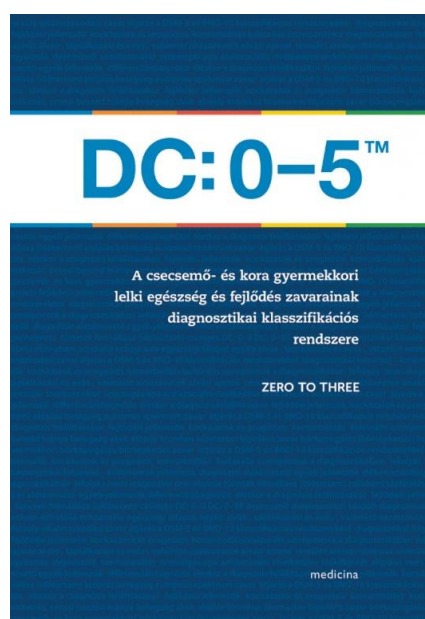 DC: 0–5™
A csecsemő- és kora gyermekkori
lelki egészség és fejlődés zavarainak
diagnosztikai klasszifikációs
rendszere
ZERO TO THREE
medicina